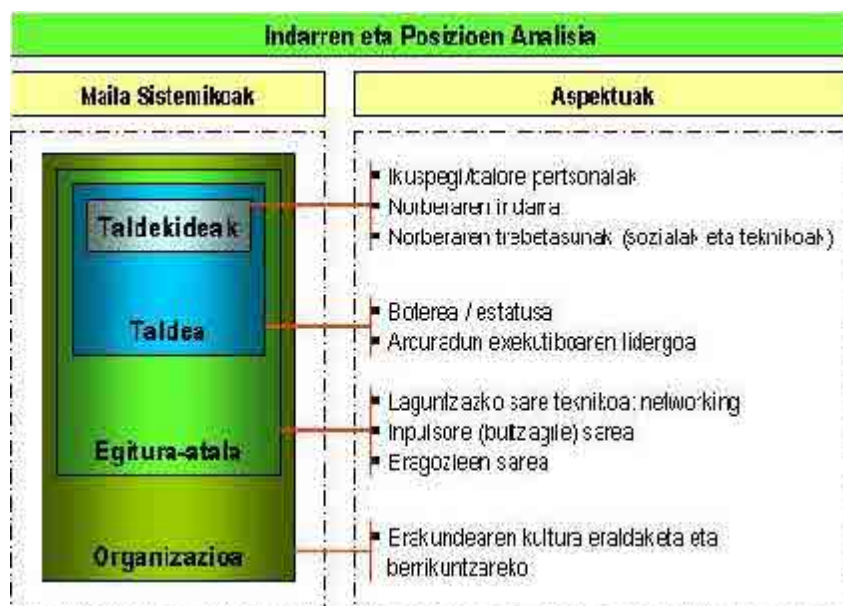 Indarren eta Posizioen Analisia
Maila Sistemikoak
Aspektuak
Taldekideak
Taldea
Egitura-atala
Organizazioa
▪ Ikuspegi/balore pertsonalak
▪ Norberaren indarra
▪ Norberaren trebetasunak (sozialak eta teknikoak)
▪ Boterea / estatusa
▪ Arduradun exekutiboaren lidergoa
▪ Laguntzazko sare teknikoa: networking
▪ Inpulsore (bultzagile) sarea
▪ Eragozleen sarea
▪ Erakundearen kultura eraldaketa eta
berrikuntzareko